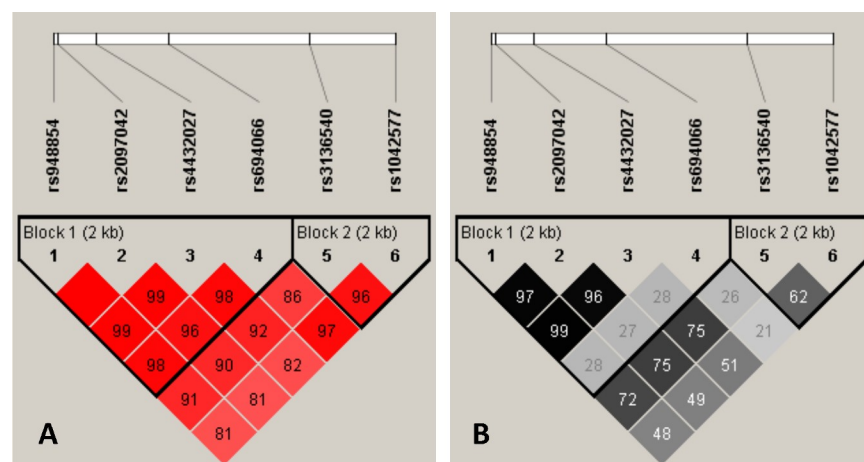 rs948854
rs2097042
rs4432027
rs694066
rs3136540
rs1042577
Block 1 (2 kb)
Block 2 (2 kb)
1 2 3 4 5 6
99 98 86 96
99 96 92 97
98 90 82
91 81
81
A
rs948854
rs2097042
rs4432027
rs694066
rs3136540
rs1042577
Block 1 (2 kb)
Block 2 (2 kb)
1 2 3 4 5 6
97 96 28 26 62
99 27 75 21
28 75 51
72 49
48
B